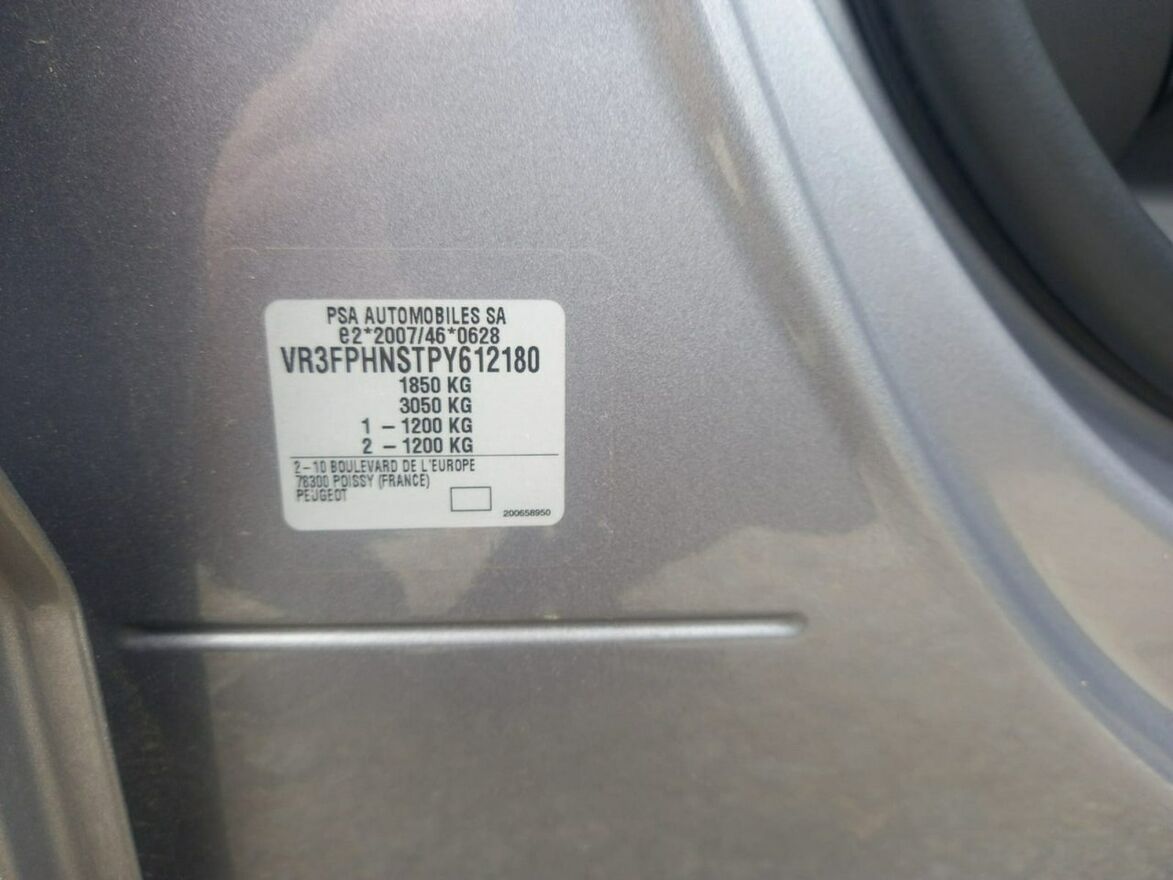 PSA AUTOMOBILES SA
e2*2007/46*0628
VR3FPHNSTPY612180
1850 KG
3050 KG
1 – 1200 KG
2 – 1200 KG
2–10 BOULEVARD DE L'EUROPE
78300 POISSY (FRANCE)
PEUGEOT
200658950